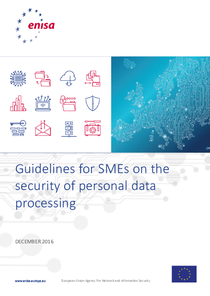 enisa
Guidelines for SMEs on the
security of personal data
processing
DECEMBER 2016
www.enisa.europa.eu
European Union Agency For Network and Information Security